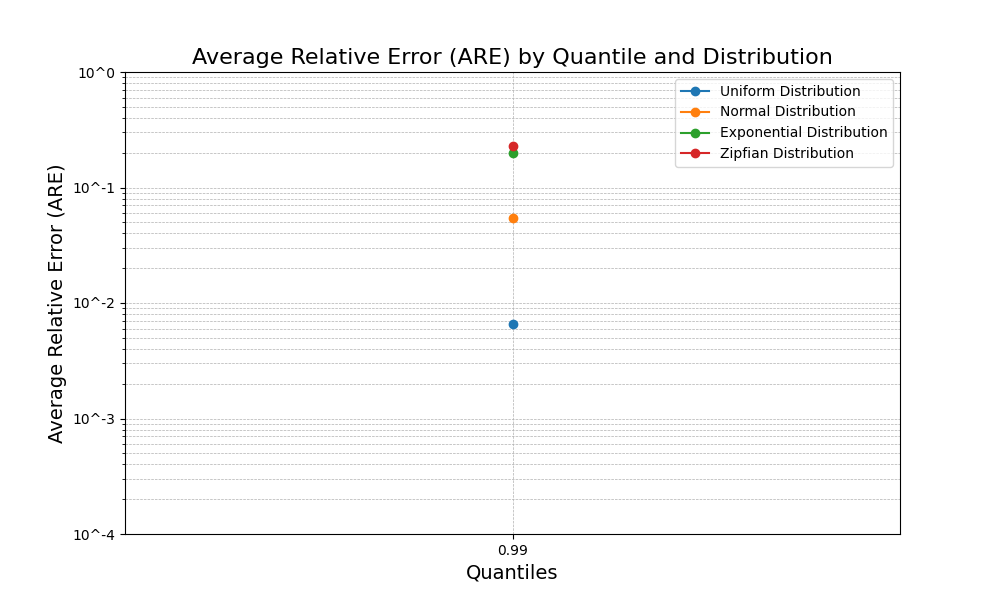 Average Relative Error (ARE) by Quantile and Distribution
10^0
10^-1
10^-2
10^-3
10^-4
Average Relative Error (ARE)
Uniform Distribution
Normal Distribution
Exponential Distribution
Zipfian Distribution
0.99
Quantiles